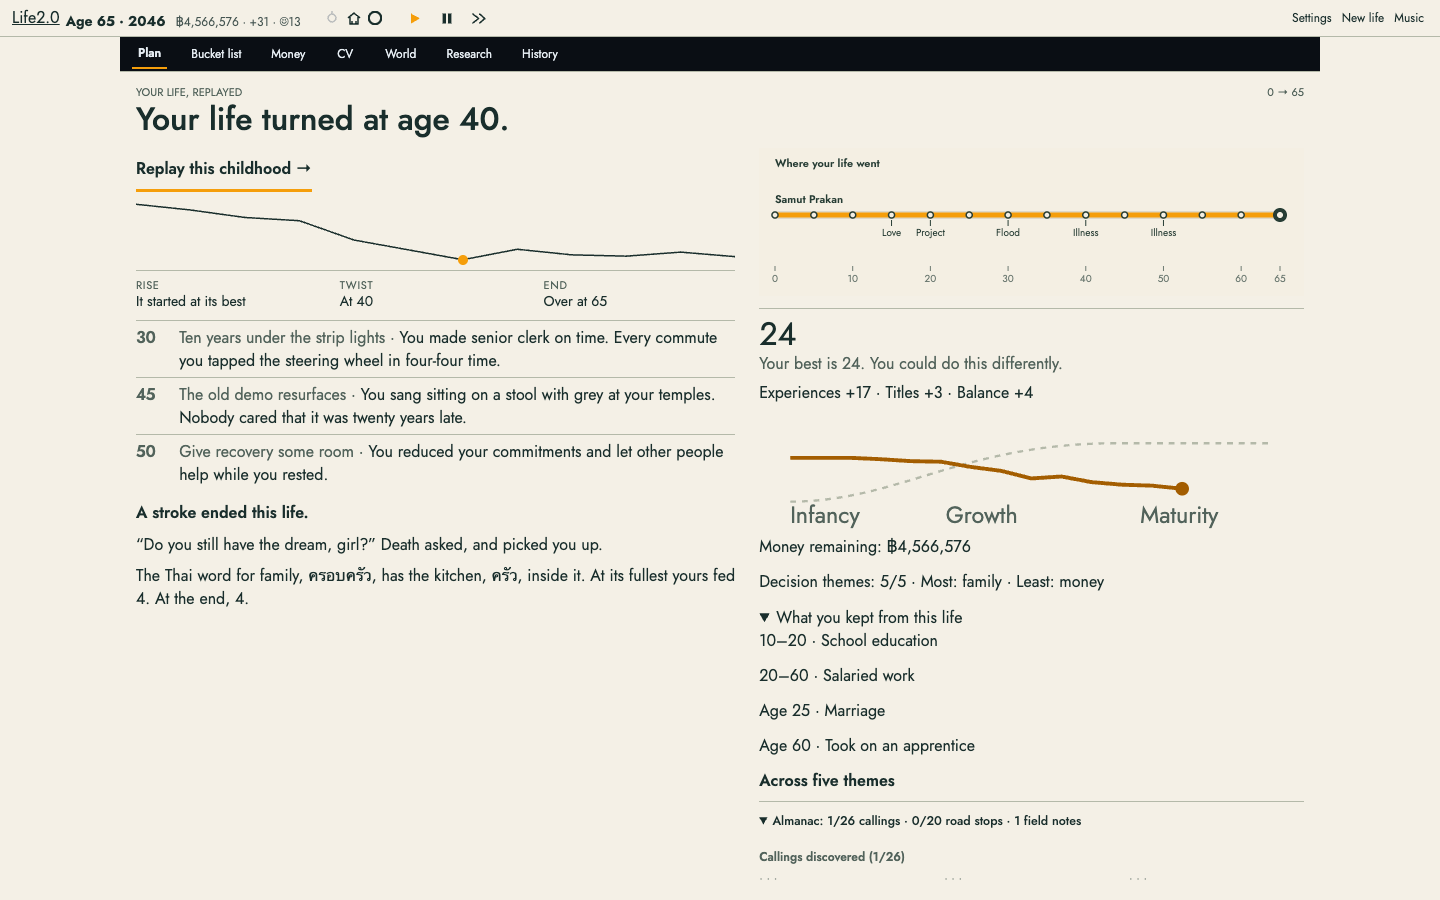 Life2.0 Age 65 · 2046 ฿4,566,576 · +31 · ◎13
Settings New life Music
Plan Bucket list Money CV World Research History
YOUR LIFE, REPLAYED
0 → 65
Your life turned at age 40.
Replay this childhood →
RISE
It started at its best
TWIST
At 40
END
Over at 65
30 Ten years under the strip lights · You made senior clerk on time. Every commute
you tapped the steering wheel in four-four time.
45 The old demo resurfaces · You sang sitting on a stool with grey at your temples.
Nobody cared that it was twenty years late.
50 Give recovery some room · You reduced your commitments and let other people
help while you rested.
A stroke ended this life.
“Do you still have the dream, girl?” Death asked, and picked you up.
The Thai word for family, ครอบครัว, has the kitchen, ครัว, inside it. At its fullest yours fed
4. At the end, 4.
Where your life went
Samut Prakan
Love Project Flood Illness Illness
0 10 20 30 40 50 60 65
24
Your best is 24. You could do this differently.
Experiences +17 · Titles +3 · Balance +4
Infancy Growth Maturity
Money remaining: ฿4,566,576
Decision themes: 5/5 · Most: family · Least: money
▼ What you kept from this life
10–20 · School education
20–60 · Salaried work
Age 25 · Marriage
Age 60 · Took on an apprentice
Across five themes
▼ Almanac: 1/26 callings · 0/20 road stops · 1 field notes
Callings discovered (1/26)